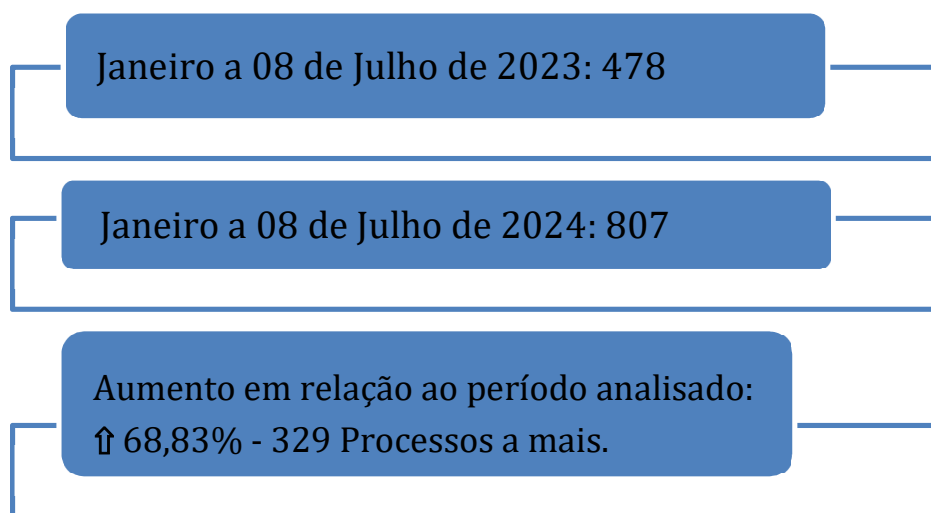 Janeiro a 08 de Julho de 2023: 478
Janeiro a 08 de Julho de 2024: 807
Aumento em relação ao período analisado:
⇧ 68,83% - 329 Processos a mais.